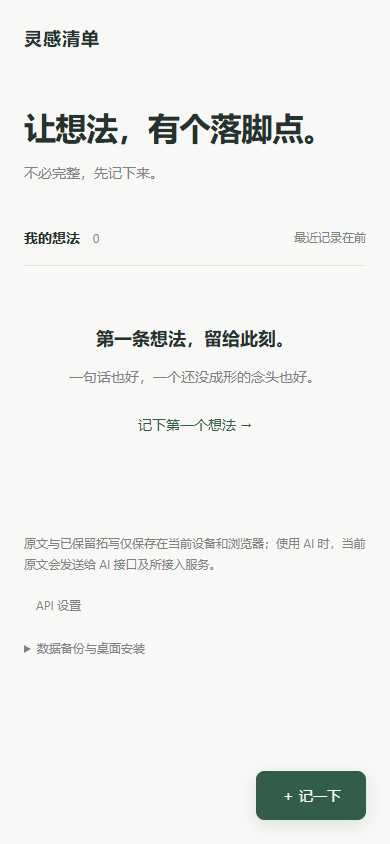 灵感清单
让想法，有个落脚点。
不必完整，先记下来。
我的想法 0 最近记录在前
第一条想法，留给此刻。
一句话也好，一个还没成形的念头也好。
记下第一个想法 →
原文与已保留拓写仅保存在当前设备和浏览器；使用 AI 时，当前
原文会发送给 AI 接口及所接入服务。
API 设置
▶ 数据备份与桌面安装
+ 记一下